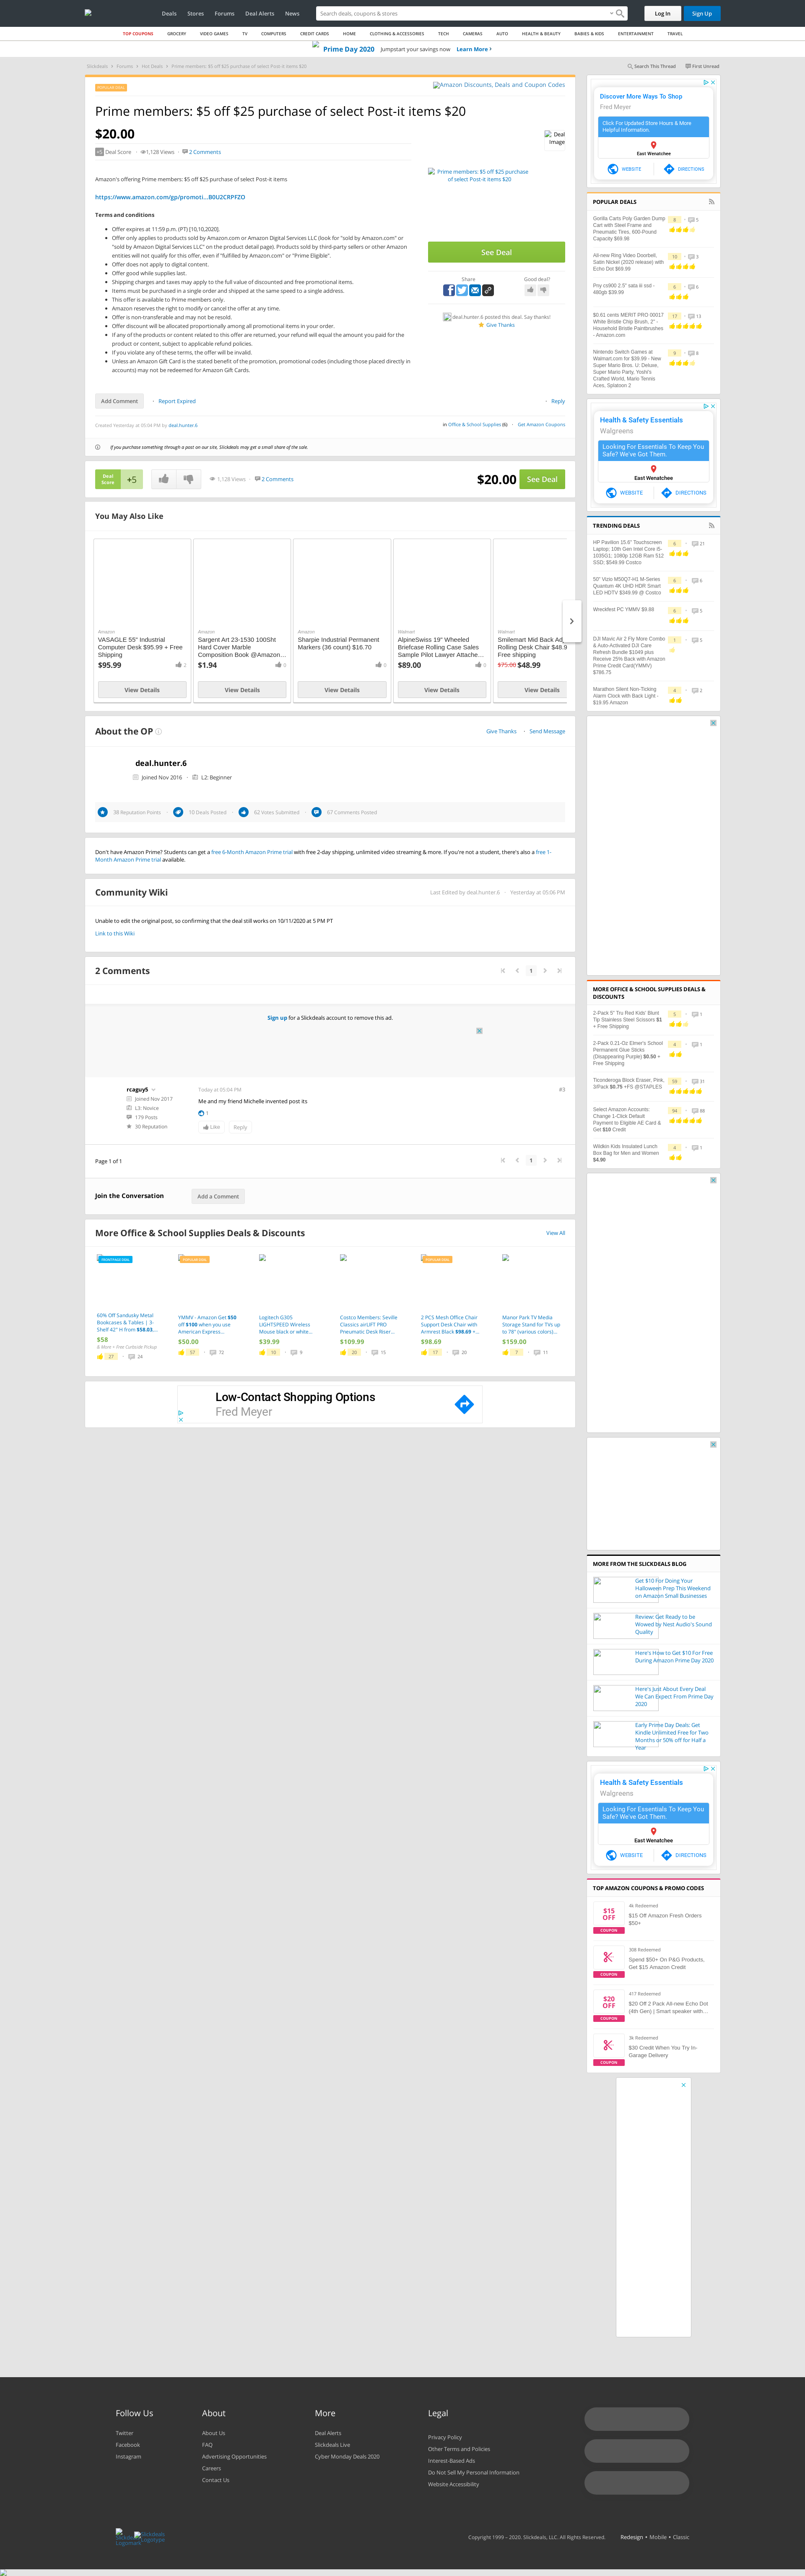 Deals Stores Forums Deal Alerts News
Search deals, coupons & stores
Log In
Sign Up
TOP COUPONS GROCERY VIDEO GAMES TV COMPUTERS CREDIT CARDS HOME CLOTHING & ACCESSORIES TECH CAMERAS AUTO HEALTH & BEAUTY BABIES & KIDS ENTERTAINMENT TRAVEL
Prime Day 2020 Jumpstart your savings now Learn More
Slickdeals Forums Hot Deals Prime members: $5 off $25 purchase of select Post-it items $20
Search This Thread First Unread
Amazon Discounts, Deals and Coupon Codes
Prime members: $5 off $25 purchase of select Post-it items $20
$20.00
Deal Image
+5 Deal Score 1,128 Views 2 Comments
Amazon's offering Prime members: $5 off $25 purchase of select Post-it items
https://www.amazon.com/gp/promoti...B0U2CRPFZO
Terms and conditions
Offer expires at 11:59 p.m. (PT) [10,10,2020].
Offer only applies to products sold by Amazon.com or Amazon Digital Services LLC (look for "sold by Amazon.com" or
"sold by Amazon Digital Services LLC" on the product detail page). Products sold by third-party sellers or other Amazon
entities will not qualify for this offer, even if "fulfilled by Amazon.com" or "Prime Eligible".
Offer does not apply to digital content.
Offer good while supplies last.
Shipping charges and taxes may apply to the full value of discounted and free promotional items.
Items must be purchased in a single order and shipped at the same speed to a single address.
This offer is available to Prime members only.
Amazon reserves the right to modify or cancel the offer at any time.
Offer is non-transferable and may not be resold.
If any of the products or content related to this offer are returned, your refund will equal the amount you paid for the
product or content, subject to applicable refund policies.
Offer discount will be allocated proportionally among all promotional items in your order.
If you violate any of these terms, the offer will be invalid.
Unless an Amazon Gift Card is the stated benefit of the promotion, promotional codes (including those placed directly in
accounts) may not be redeemed for Amazon Gift Cards.
Prime members: $5 off $25 purchase
of select Post-it items $20
See Deal
Share
Good deal?
deal.hunter.6 posted this deal. Say thanks!
Give Thanks
Add Comment Report Expired Reply
Created Yesterday at 05:04 PM by deal.hunter.6
in Office & School Supplies (6) Get Amazon Coupons
If you purchase something through a post on our site, Slickdeals may get a small share of the sale.
Deal Score +5
1,128 Views 2 Comments
$20.00 See Deal
You May Also Like
Amazon
VASAGLE 55" Industrial
Computer Desk $95.99 + Free
Shipping
$95.99 2
View Details
Amazon
Sargent Art 23-1530 100Sht
Hard Cover Marble
Composition Book @Amazon...
$1.94 0
View Details
Amazon
Sharpie Industrial Permanent
Markers (36 count) $16.70
0
View Details
Walmart
AlpineSwiss 19" Wheeled
Briefcase Rolling Case Sales
Sample Pilot Lawyer Attache...
$89.00 0
View Details
Walmart
Smilemart Mid Back Adj
Rolling Desk Chair $48.9
Free shipping
$75.00 $48.99
View Details
About the OP
Give Thanks Send Message
deal.hunter.6
Joined Nov 2016 L2: Beginner
38 Reputation Points 10 Deals Posted 62 Votes Submitted 67 Comments Posted
Don't have Amazon Prime? Students can get a free 6-Month Amazon Prime trial with free 2-day shipping, unlimited video streaming & more. If you're not a student, there's also a free 1-
Month Amazon Prime trial available.
Community Wiki
Last Edited by deal.hunter.6 Yesterday at 05:06 PM
Unable to edit the original post, so confirming that the deal still works on 10/11/2020 at 5 PM PT
Link to this Wiki
2 Comments
1
Sign up for a Slickdeals account to remove this ad.
rcaguy5
Joined Nov 2017
L3: Novice
179 Posts
30 Reputation
Today at 05:04 PM
#3
Me and my friend Michelle invented post its
1
Like Reply
Page 1 of 1
1
Join the Conversation
Add a Comment
More Office & School Supplies Deals & Discounts
View All
FRONTPAGE DEAL
60% Off Sandusky Metal
Bookcases & Tables | 3-
Shelf 42" H from $58.03,...
$58
& More + Free Curbside Pickup
27 24
YMMV - Amazon Get $50
off $100 when you use
American Express...
$50.00
57 72
Logitech G305
LIGHTSPEED Wireless
Mouse black or white...
$39.99
10 9
Costco Members: Seville
Classics airLIFT PRO
Pneumatic Desk Riser...
$109.99
20 15
2 PCS Mesh Office Chair
Support Desk Chair with
Armrest Black $98.69 +...
$98.69
17 20
Manor Park TV Media
Storage Stand for TVs up
to 78" (various colors)...
$159.00
7 11
Low-Contact Shopping Options
Fred Meyer
Discover More Ways To Shop
Fred Meyer
Click For Updated Store Hours & More
Helpful Information.
East Wenatchee
WEBSITE DIRECTIONS
POPULAR DEALS
Gorilla Carts Poly Garden Dump
Cart with Steel Frame and
Pneumatic Tires, 600-Pound
Capacity $69.98
8 5
All-new Ring Video Doorbell,
Satin Nickel (2020 release) with
Echo Dot $69.99
10 3
Pny cs900 2.5" sata iii ssd -
480gb $39.99
6 6
$0.61 cents MERIT PRO 00017
White Bristle Chip Brush, 2" -
Household Bristle Paintbrushes
- Amazon.com
17 13
Nintendo Switch Games at
Walmart.com for $39.99 - New
Super Mario Bros. U: Deluxe,
Super Mario Party, Yoshi's
Crafted World, Mario Tennis
Aces, Splatoon 2
9 8
Health & Safety Essentials
Walgreens
Looking For Essentials To Keep You
Safe? We've Got Them.
East Wenatchee
WEBSITE DIRECTIONS
TRENDING DEALS
HP Pavilion 15.6" Touchscreen
Laptop: 10th Gen Intel Core i5-
1035G1; 1080p 12GB Ram 512
SSD; $549.99 Costco
6 21
50" Vizio M50Q7-H1 M-Series
Quantum 4K UHD HDR Smart
LED HDTV $349.99 @ Costco
6 6
Wreckfest PC YMMV $9.88
6 5
DJI Mavic Air 2 Fly More Combo
& Auto-Activated DJI Care
Refresh Bundle $1049 plus
Receive 25% Back with Amazon
Prime Credit Card(YMMV)
$786.75
1 5
Marathon Silent Non-Ticking
Alarm Clock with Back Light -
$19.95 Amazon
4 2
MORE OFFICE & SCHOOL SUPPLIES DEALS &
DISCOUNTS
2-Pack 5" Tru Red Kids' Blunt
Tip Stainless Steel Scissors $1
+ Free Shipping
5 1
2-Pack 0.21-Oz Elmer's School
Permanent Glue Sticks
(Disappearing Purple) $0.50 +
Free Shipping
4 1
Ticonderoga Block Eraser, Pink,
3/Pack $0.75 +FS @STAPLES
59 31
Select Amazon Accounts:
Change 1-Click Default
Payment to Eligible AE Card &
Get $10 Credit
94 88
Wildkin Kids Insulated Lunch
Box Bag for Men and Women
$4.90
4 1
MORE FROM THE SLICKDEALS BLOG
Get $10 For Doing Your
Halloween Prep This Weekend
on Amazon Small Businesses
Review: Get Ready to be
Wowed by Nest Audio's Sound
Quality
Here's How to Get $10 For Free
During Amazon Prime Day 2020
Here's Just About Every Deal
We Can Expect From Prime Day
2020
Early Prime Day Deals: Get
Kindle Unlimited Free for Two
Months or 50% off for Half a
Year
Health & Safety Essentials
Walgreens
Looking For Essentials To Keep You
Safe? We've Got Them.
East Wenatchee
WEBSITE DIRECTIONS
TOP AMAZON COUPONS & PROMO CODES
$15 OFF COUPON
4k Redeemed
$15 Off Amazon Fresh Orders
$50+
COUPON
308 Redeemed
Spend $50+ On P&G Products,
Get $15 Amazon Credit
$20 OFF COUPON
417 Redeemed
$20 Off 2 Pack All-new Echo Dot
(4th Gen) | Smart speaker with...
COUPON
3k Redeemed
$30 Credit When You Try In-
Garage Delivery
Follow Us
Twitter
Facebook
Instagram
About
About Us
FAQ
Advertising Opportunities
Careers
Contact Us
More
Deal Alerts
Slickdeals Live
Cyber Monday Deals 2020
Legal
Privacy Policy
Other Terms and Policies
Interest-Based Ads
Do Not Sell My Personal Information
Website Accessibility
Copyright 1999 - 2020. Slickdeals, LLC. All Rights Reserved. Redesign • Mobile • Classic